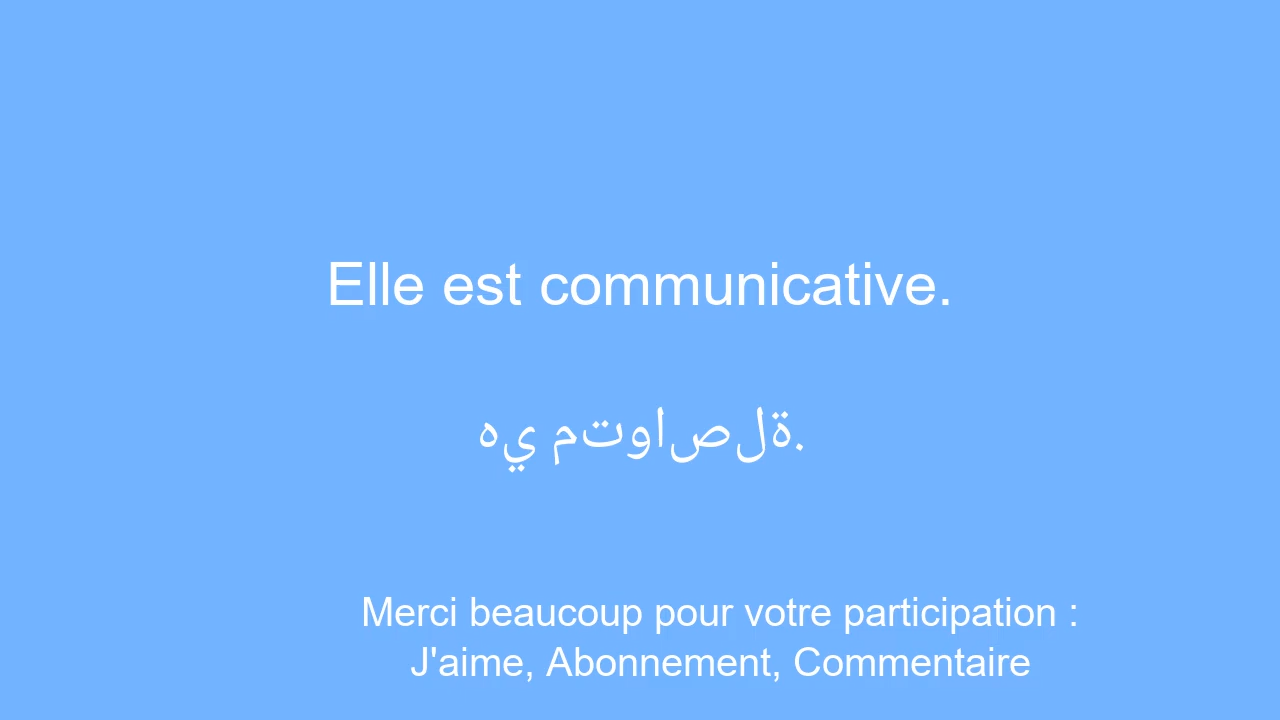 Elle est communicative.
هي متواصلة.
Merci beaucoup pour votre participation :
J'aime, Abonnement, Commentaire